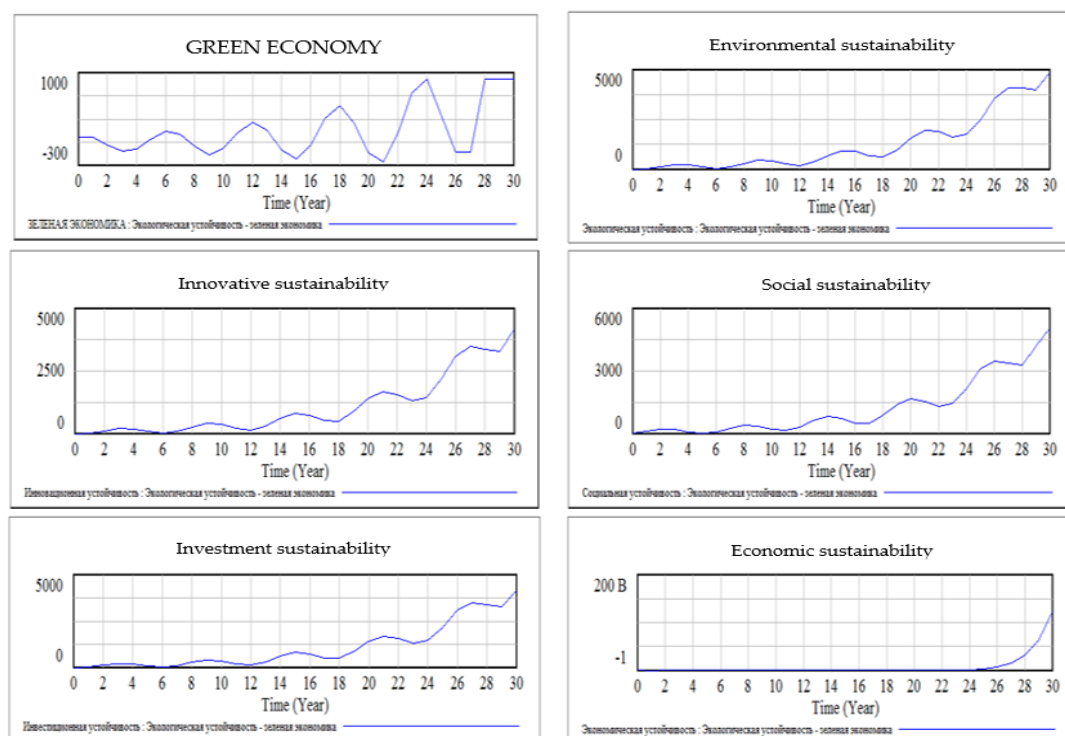 GREEN ECONOMY
1000
-300
0 2 4 6 8 10 12 14 16 18 20 22 24 26 28 30
Time (Year)
ЗЕЛЕНАЯ ЭКОНОМИКА : Экологическая устойчивость - зеленая экономика
Environmental sustainability
5000
0
0 2 4 6 8 10 12 14 16 18 20 22 24 26 28 30
Time (Year)
Экологическая устойчивость : Экологическая устойчивость - зеленая экономика
Innovative sustainability
5000
2500
0
0 2 4 6 8 10 12 14 16 18 20 22 24 26 28 30
Time (Year)
Инновационная устойчивость : Экологическая устойчивость - зеленая экономика
Social sustainability
6000
3000
0
0 2 4 6 8 10 12 14 16 18 20 22 24 26 28 30
Time (Year)
Социальная устойчивость : Экологическая устойчивость - зеленая экономика
Investment sustainability
5000
0
0 2 4 6 8 10 12 14 16 18 20 22 24 26 28 30
Time (Year)
Инвестиционная устойчивость : Экологическая устойчивость - зеленая экономика
Economic sustainability
200 B
-1
0 2 4 6 8 10 12 14 16 18 20 22 24 26 28 30
Time (Year)
Экономическая устойчивость : Экологическая устойчивость - зеленая экономика